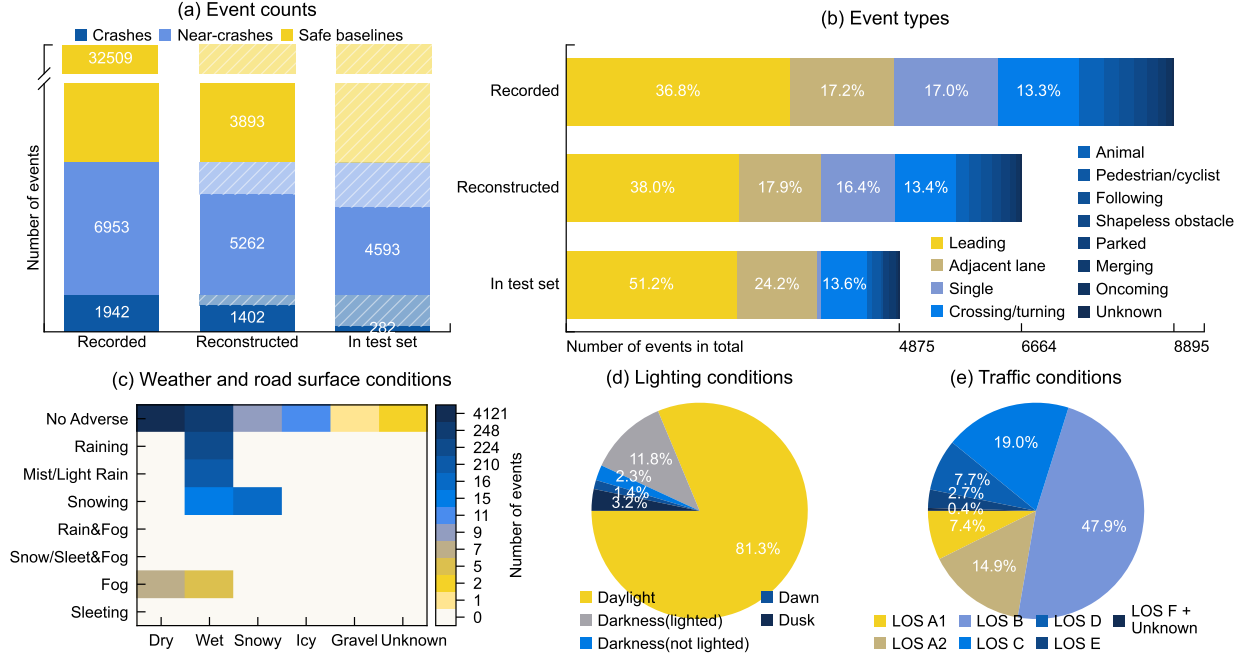 (a) Event counts
Crashes Near-crashes Safe baselines
32509
3893
6953
5262
4593
1942
1402
282
Number of events
Recorded Reconstructed In test set
(b) Event types
Recorded
36.8% 17.2% 17.0% 13.3%
Reconstructed
38.0% 17.9% 16.4% 13.4%
In test set
51.2% 24.2% 13.6%
Leading
Adjacent lane
Single
Crossing/turning
Animal
Pedestrian/cyclist
Following
Shapeless obstacle
Parked
Merging
Oncoming
Unknown
Number of events in total 4875 6664 8895
(c) Weather and road surface conditions
No Adverse
Raining
Mist/Light Rain
Snowing
Rain&Fog
Snow/Sleet&Fog
Fog
Sleeting
Dry Wet Snowy Icy Gravel Unknown
4121
248
224
210
16
15
11
9
7
5
2
1
0
Number of events
(d) Lighting conditions
11.8%
2.3%
1.4%
3.2%
81.3%
Daylight
Darkness(lighted)
Darkness(not lighted)
Dawn
Dusk
(e) Traffic conditions
19.0%
7.7%
2.7%
0.4%
7.4%
47.9%
14.9%
LOS A1 LOS B LOS D LOS F +
Unknown
LOS A2 LOS C LOS E